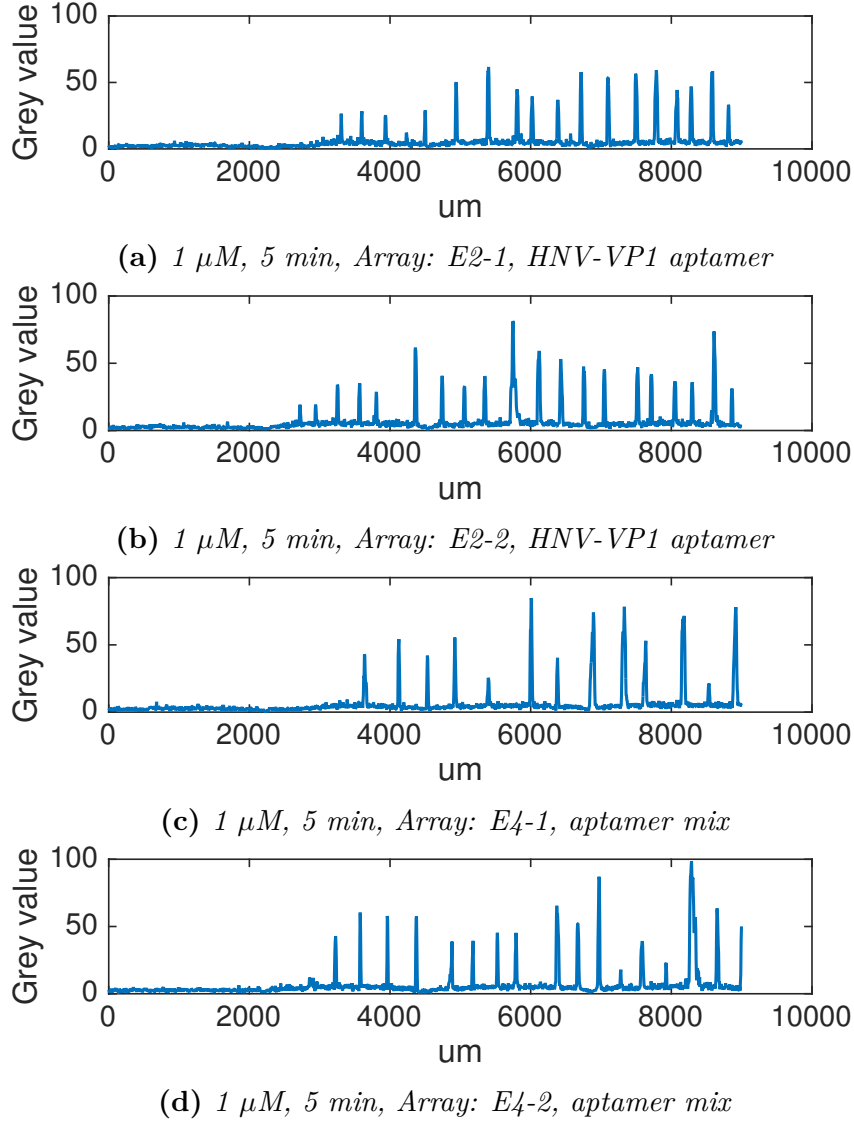 100
50
0
Grey value
0 2000 4000 6000 8000 10000
um
(a) 1 μM, 5 min, Array: E2-1, HNV-VP1 aptamer
100
50
0
Grey value
0 2000 4000 6000 8000 10000
um
(b) 1 μM, 5 min, Array: E2-2, HNV-VP1 aptamer
100
50
0
Grey value
0 2000 4000 6000 8000 10000
um
(c) 1 μM, 5 min, Array: E4-1, aptamer mix
100
50
0
Grey value
0 2000 4000 6000 8000 10000
um
(d) 1 μM, 5 min, Array: E4-2, aptamer mix